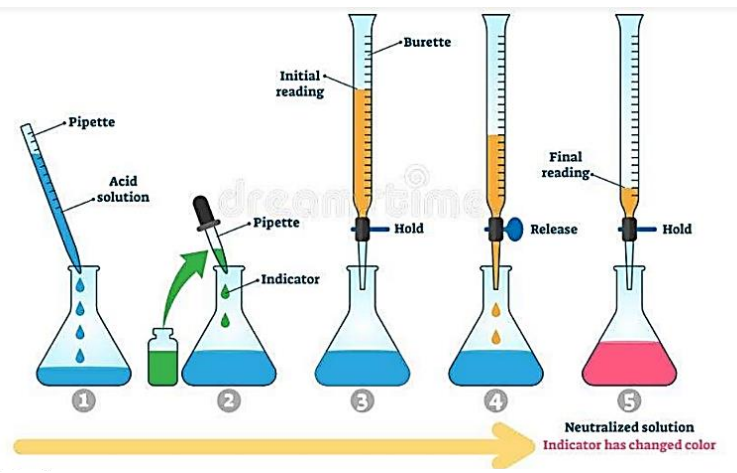 Pipette
Acid
solution
Pipette
Indicator
Initial
reading
Burette
Hold
Release
Final
reading
Hold
dreamstime
1
2
3
4
5
Neutralized solution
Indicator has changed color